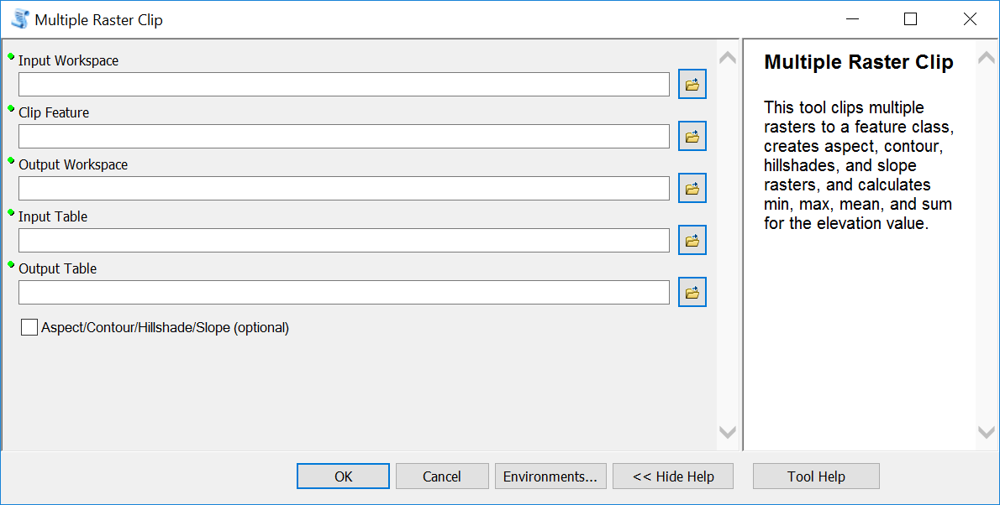 Multiple Raster Clip
Input Workspace
Clip Feature
Output Workspace
Input Table
Output Table
Aspect/Contour/Hillshade/Slope (optional)
Multiple Raster Clip
This tool clips multiple
rasters to a feature class,
creates aspect, contour,
hillshades, and slope
rasters, and calculates
min, max, mean, and sum
for the elevation value.
OK
Cancel
Environments...
<< Hide Help
Tool Help